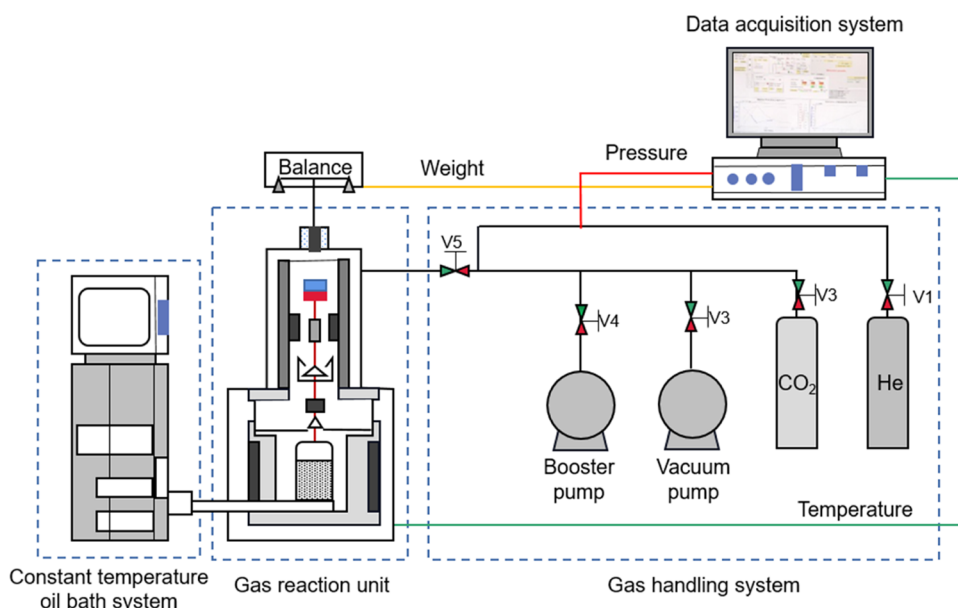 Data acquisition system
Balance
Weight
Pressure
V5
V4
V3
V3
V1
CO₂
He
Booster
pump
Vacuum
pump
Temperature
Constant temperature
oil bath system
Gas reaction unit
Gas handling system